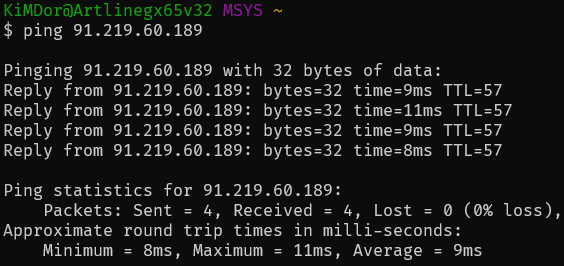 KiMDor@Artlinegx65v32 MSYS ~
$ ping 91.219.60.189
Pinging 91.219.60.189 with 32 bytes of data:
Reply from 91.219.60.189: bytes=32 time=9ms TTL=57
Reply from 91.219.60.189: bytes=32 time=11ms TTL=57
Reply from 91.219.60.189: bytes=32 time=9ms TTL=57
Reply from 91.219.60.189: bytes=32 time=8ms TTL=57
Ping statistics for 91.219.60.189:
    Packets: Sent = 4, Received = 4, Lost = 0 (0% loss),
Approximate round trip times in milli-seconds:
    Minimum = 8ms, Maximum = 11ms, Average = 9ms